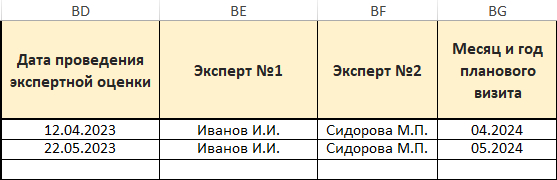 BD BE BF BG
Дата проведения экспертной оценки Эксперт №1 Эксперт №2 Месяц и год планового визита
12.04.2023 Иванов И.И. Сидорова М.П. 04.2024
22.05.2023 Иванов И.И. Сидорова М.П. 05.2024